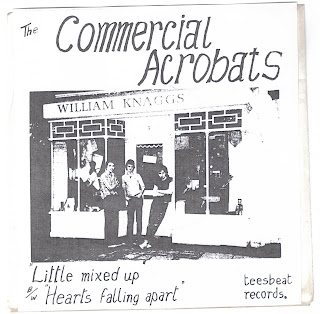 The Commercial
Acrobats
WILLIAM KNAGGS
"Little mixed up"
B/W "Hearts falling apart"
teesbeat
records.